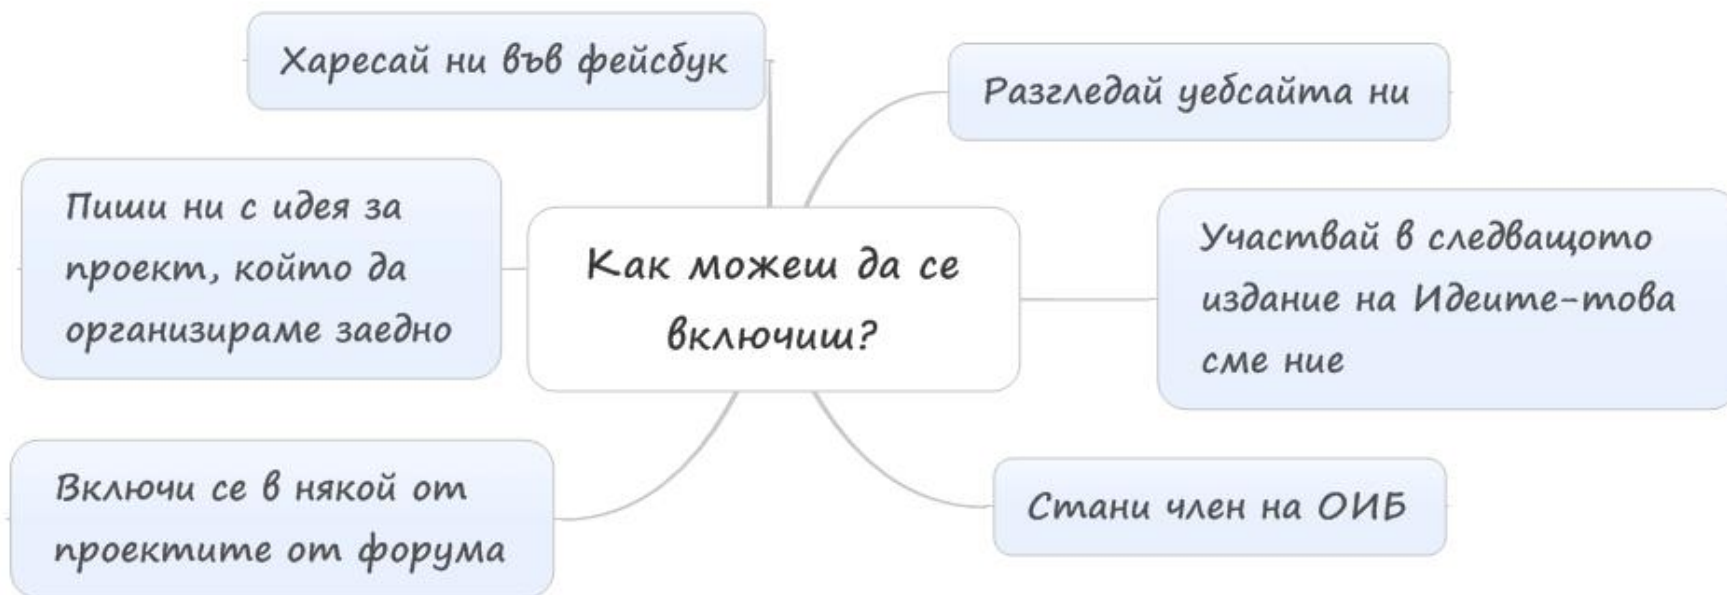 Харесай ни във фейсбук
Разгледай уебсайта ни
Пиши ни с идея за
проект, който да
организираме заедно
Как можеш да се
включиш?
Участвай в следващото
издание на Идеите-това
сме ние
Включи се в някой от
проектите от форума
Стани член на ОИБ